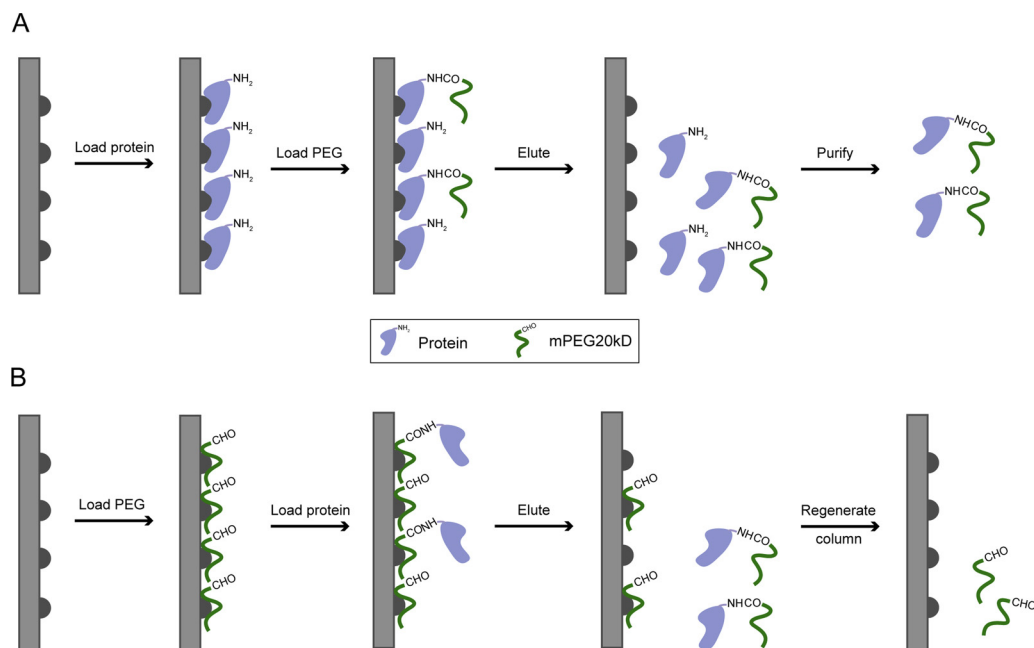 A
NH2
NH2
NH2
NH2
Load protein
NHCO
NH2
NHCO
NH2
Load PEG
Elute
NH2
NHCO
NH2
NHCO
Purify
NHCO
NHCO
NH2
Protein
CHO
mPEG20kD
B
Load PEG
CHO
CHO
CHO
CHO
Load protein
CONH
CHO
CONH
CHO
Elute
CHO
CHO
NHCO
NHCO
Regenerate
column
CHO
CHO